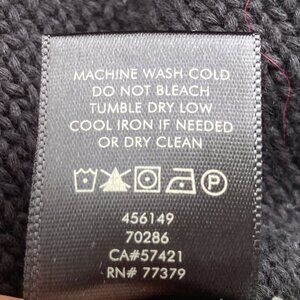 MACHINE WASH COLD
DO NOT BLEACH
TUMBLE DRY LOW
COOL IRON IF NEEDED
OR DRY CLEAN
P
456149
70286
CA#57421
RN# 77379